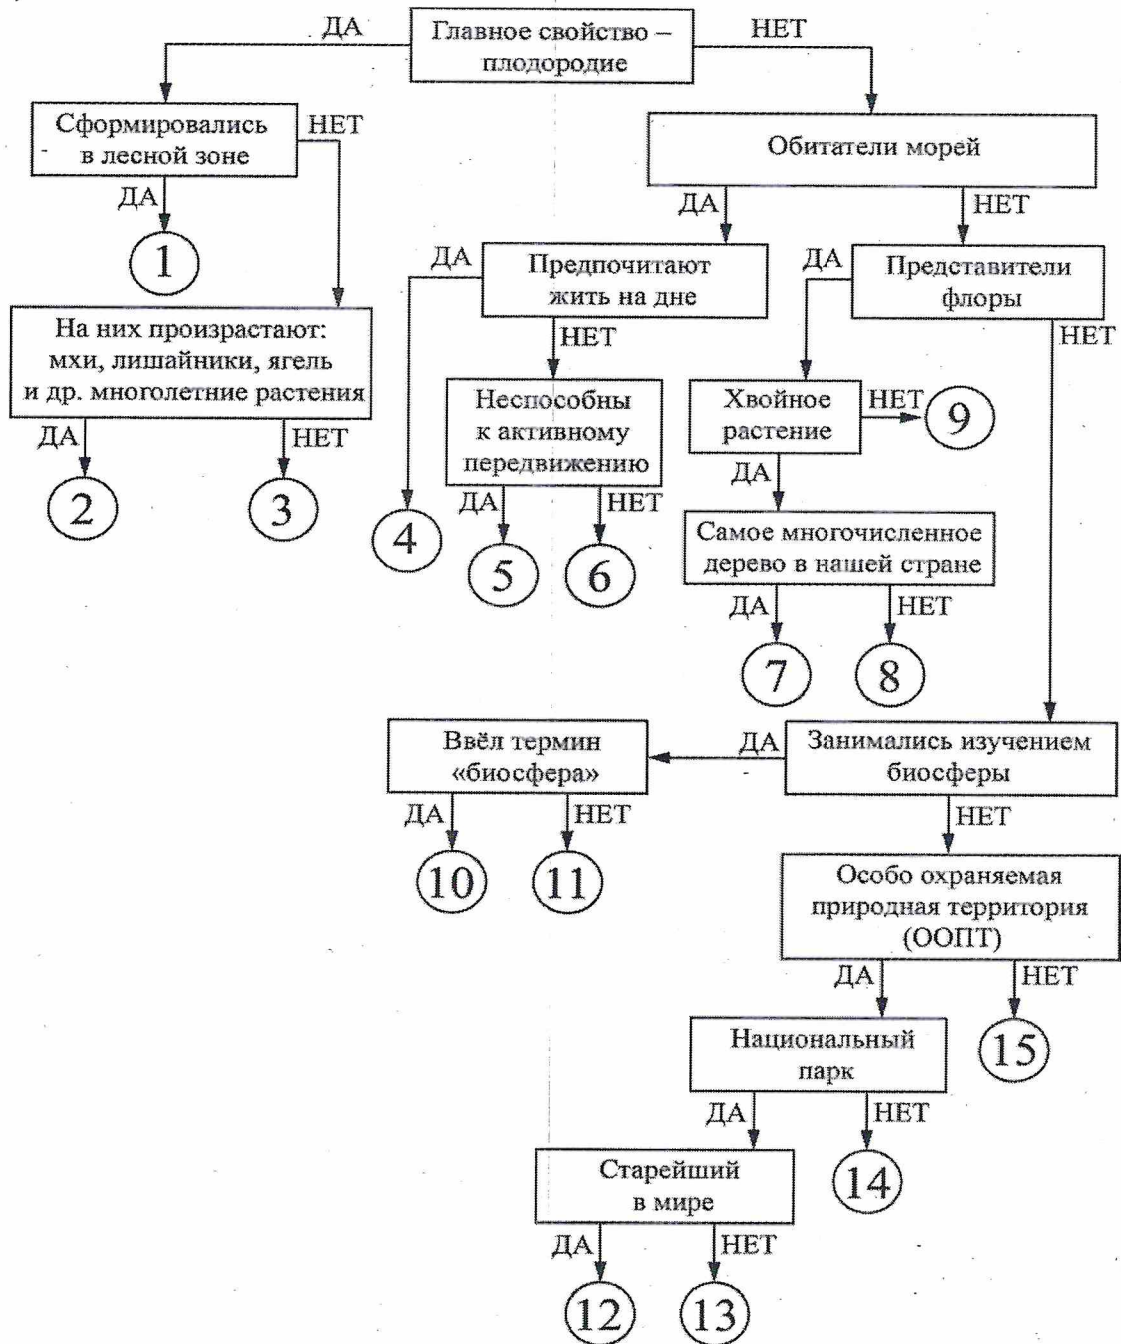 Главное свойство –
плодородие
ДА
НЕТ
Сформировались
в лесной зоне
НЕТ
ДА
1
Обитатели морей
ДА
НЕТ
На них произрастают:
мхи, лишайники, ягель
и др. многолетние растения
ДА
НЕТ
2
3
Предпочитают
жить на дне
ДА
НЕТ
4
Неспособны
к активному
передвижению
ДА
НЕТ
5
6
Представители
флоры
ДА
НЕТ
Хвойное
растение
НЕТ
9
ДА
Самое многочисленное
дерево в нашей стране
ДА
НЕТ
7
8
Занимались изучением
биосферы
ДА
НЕТ
Ввёл термин
«биосфера»
ДА
НЕТ
10
11
Особо охраняемая
природная территория
(ООПТ)
ДА
НЕТ
15
Национальный
парк
ДА
НЕТ
14
Старейший
в мире
ДА
НЕТ
12
13